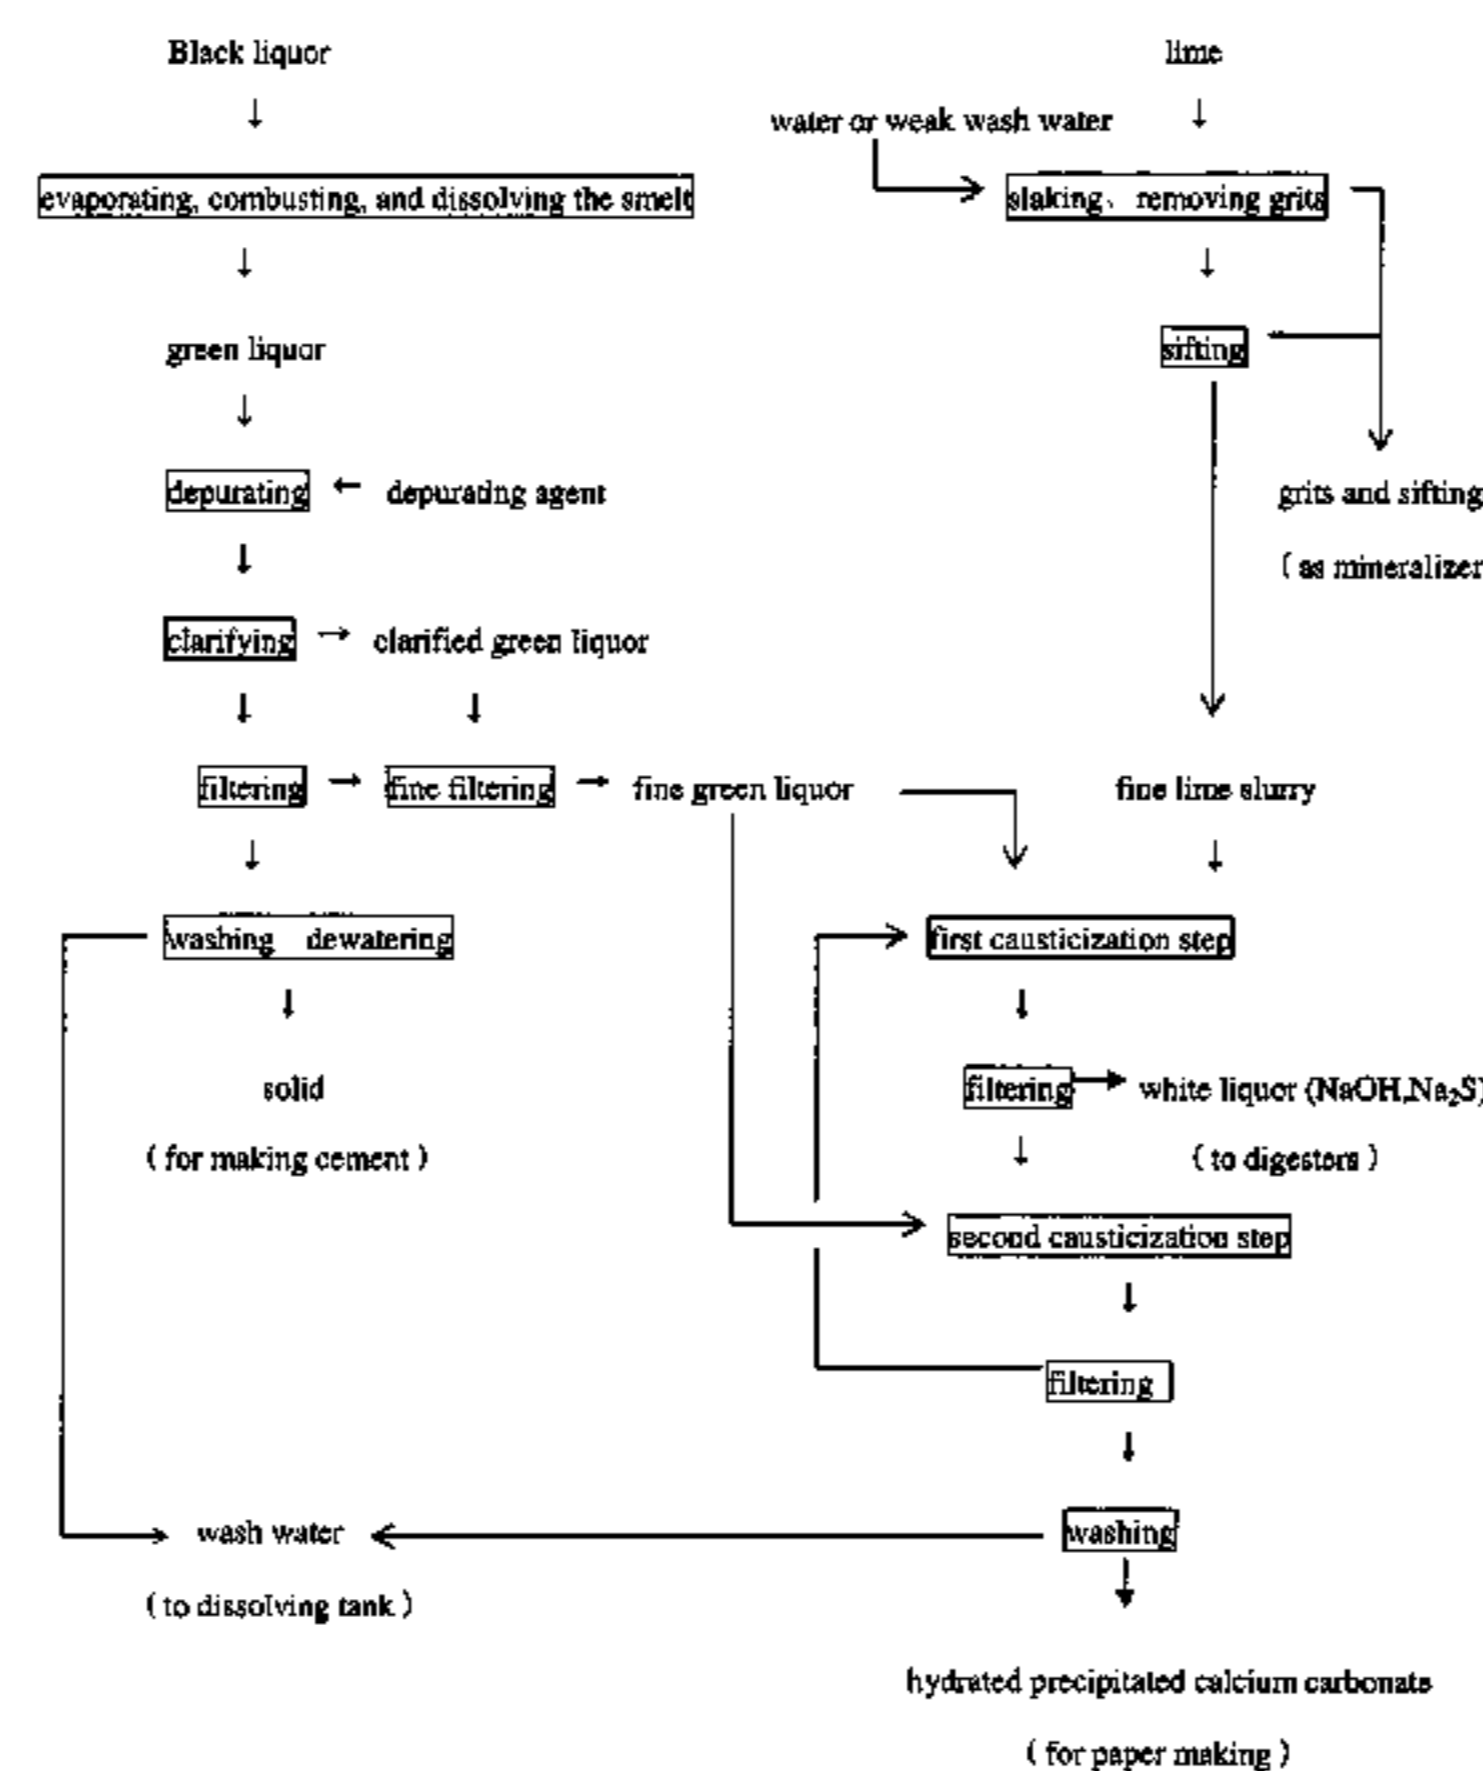 Black liquor
lime
water or weak wash water
evaporating, combusting, and dissolving the smelt
slaking、 removing grits
green liquor
sifting
depurating
depurating agent
grits and sifting
( as mineralizer
clarifying
clarified green liquor
filtering
fine filtering
fine green liquor
fine lime slurry
washing dewatering
first causticization step
solid
filtering
white liquor (NaOH,Na₂S)
( for making cement )
( to digesters )
second causticization step
filtering
wash water
washing
( to dissolving tank )
hydrated precipitated calcium carbonate
( for paper making )